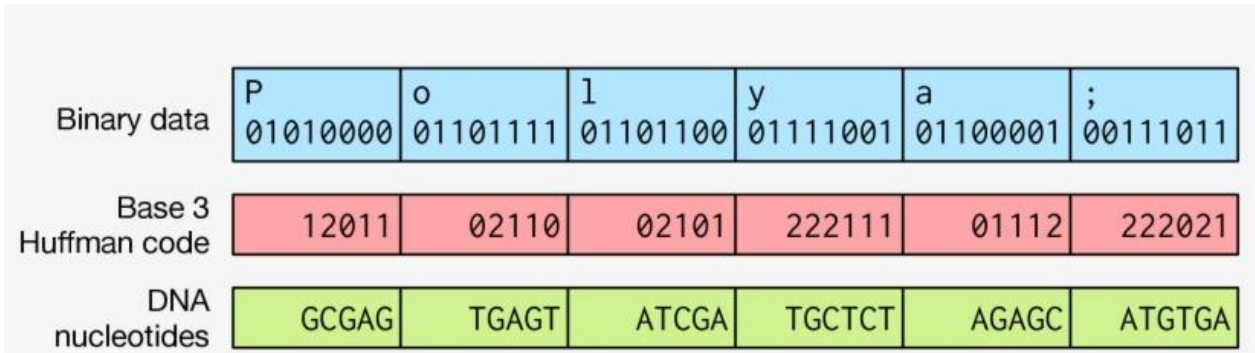 Binary data
P o l y a ;
01010000 01101111 01101100 01111001 01100001 00111011
Base 3
Huffman code
12011 02110 02101 222111 01112 222021
DNA
nucleotides
GCGAG TGAGT ATCGA TGCTCT AGAGC ATGTGA